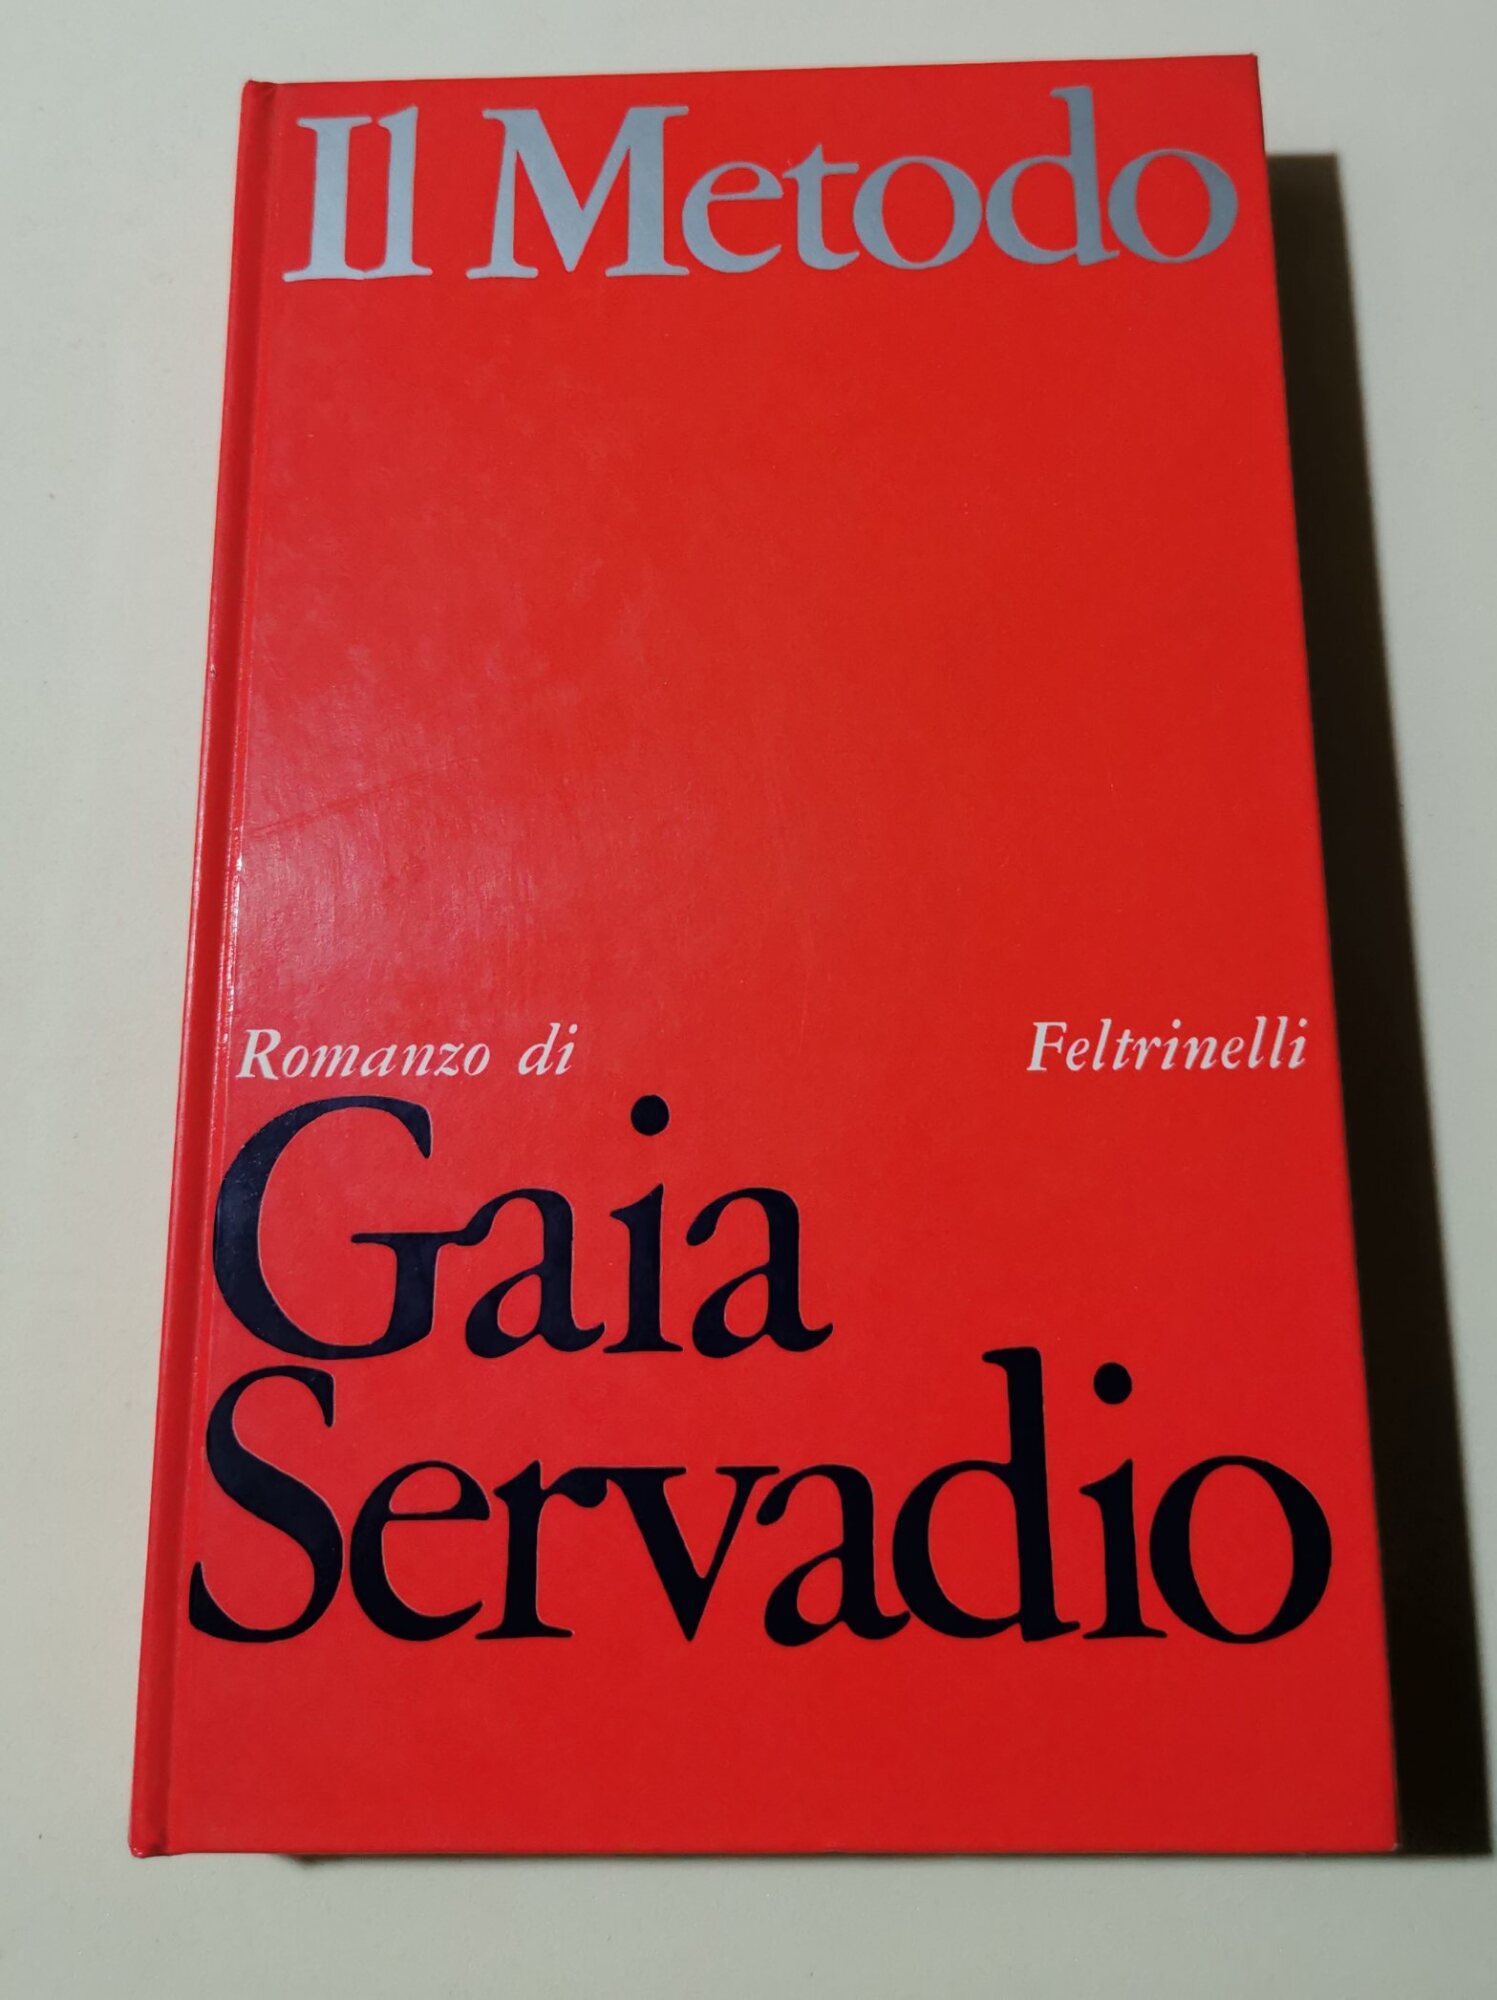 Il Metodo
Romanzo di
Feltrinelli
Gaia
Servadio